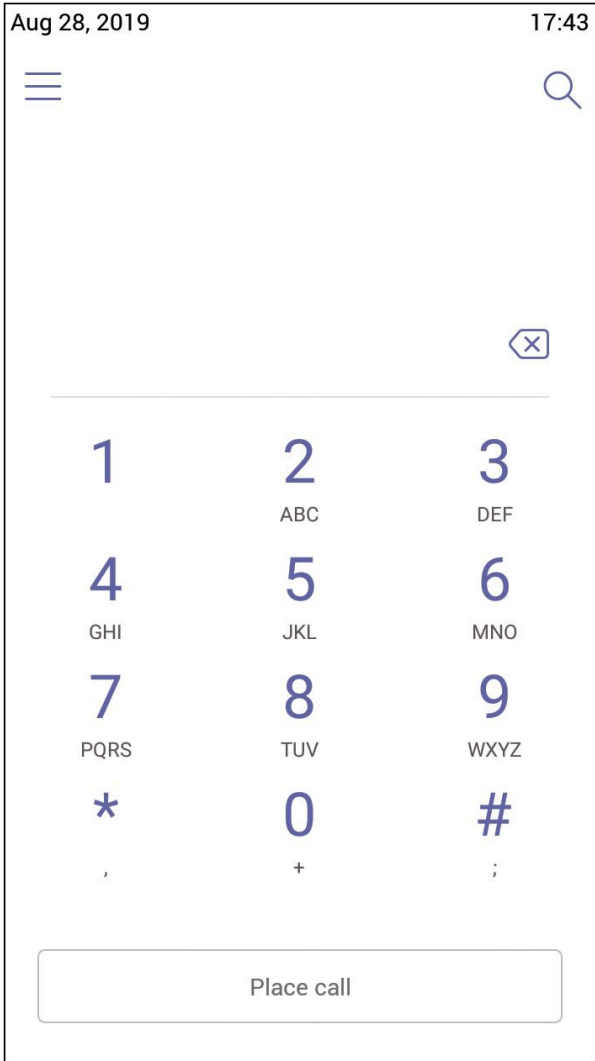 Aug 28, 2019 17:43
1 2 3
ABC DEF
4 5 6
GHI JKL MNO
7 8 9
PQRS TUV WXYZ
* 0 #
, + ;
Place call